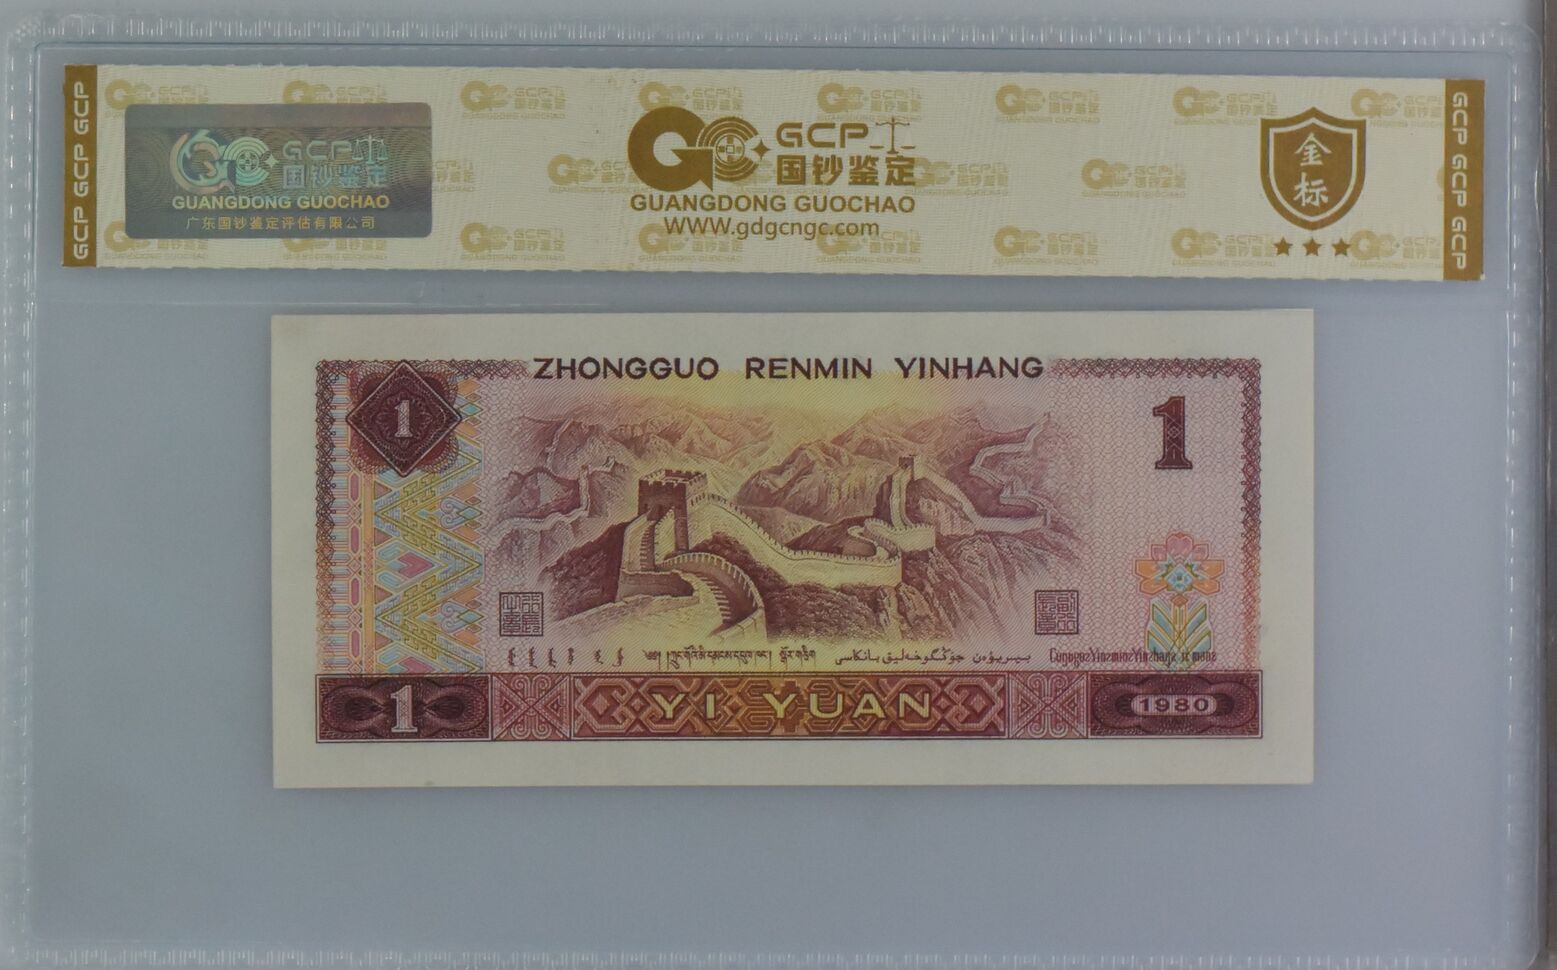 GCP GCP GCP
GCP
国钞鉴定
GUANGDONG GUOCHAO
广东国钞鉴定评估有限公司
GCP
国钞鉴定
GUANGDONG GUOCHAO
WWW.gdgcngc.com
金标
GCP GCP GCP
ZHONGGUO RENMIN YINHANG
1
1
1
YI YUAN
1980